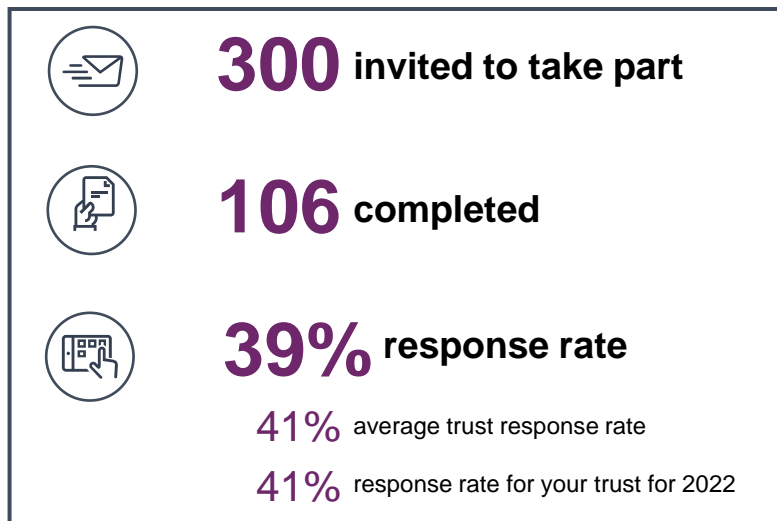 300 invited to take part
106 completed
39% response rate
41% average trust response rate
41% response rate for your trust for 2022